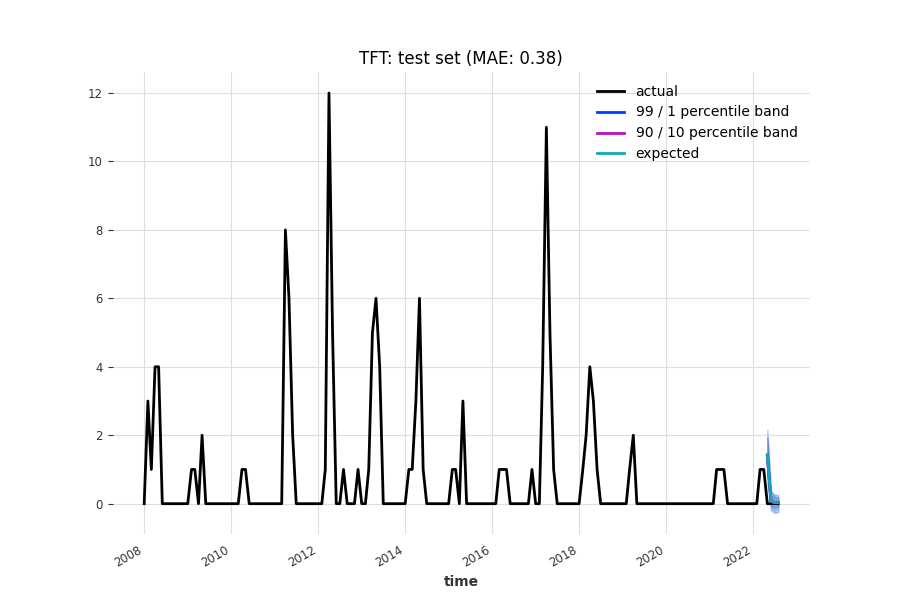 TFT: test set (MAE: 0.38)
actual
99 / 1 percentile band
90 / 10 percentile band
expected
12
10
8
6
4
2
0
2008
2010
2012
2014
2016
2018
2020
2022
time